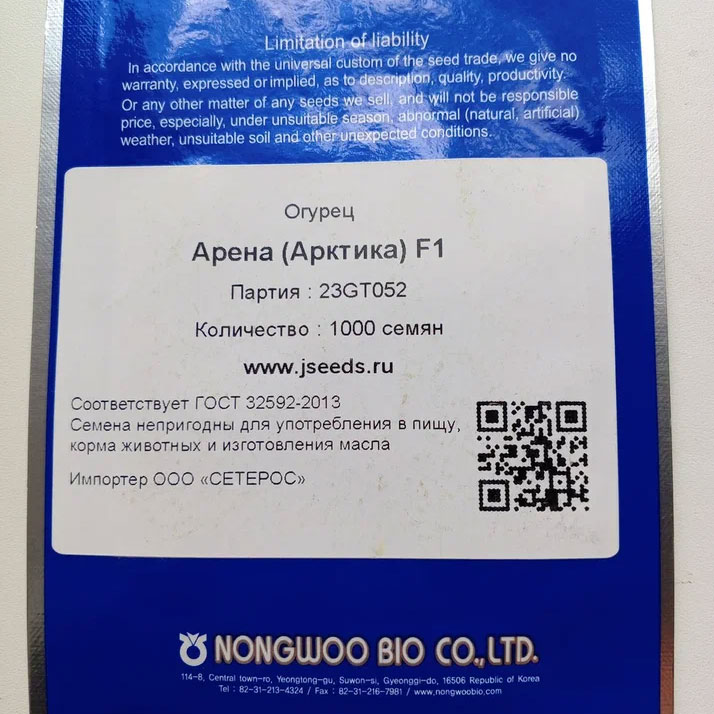 Limitation of liability
In accordance with the universal custom of the seed trade, we give no
warranty, expressed or implied, as to description, quality, productivity.
Or any other matter of any seeds we sell, and will not be responsible
price, especially, under unsuitable season, abnormal (natural, artificial)
weather, unsuitable soil and other unexpected conditions.
Огурец
Арена (Арктика) F1
Партия : 23GT052
Количество : 1000 семян
www.jseeds.ru
Соответствует ГОСТ 32592-2013
Семена непригодны для употребления в пищу,
корма животных и изготовления масла
Импортер ООО «СЕТЕРОС»
NONGWOO BIO CO.,LTD.
114-8, Central town-ro, Yeongtong-gu, Suwon-si, Gyeonggi-do, 16506 Republic of Korea
Tel : 82-31-213-4324 / Fax : 82-31-216-7981 / www.nongwoobio.com